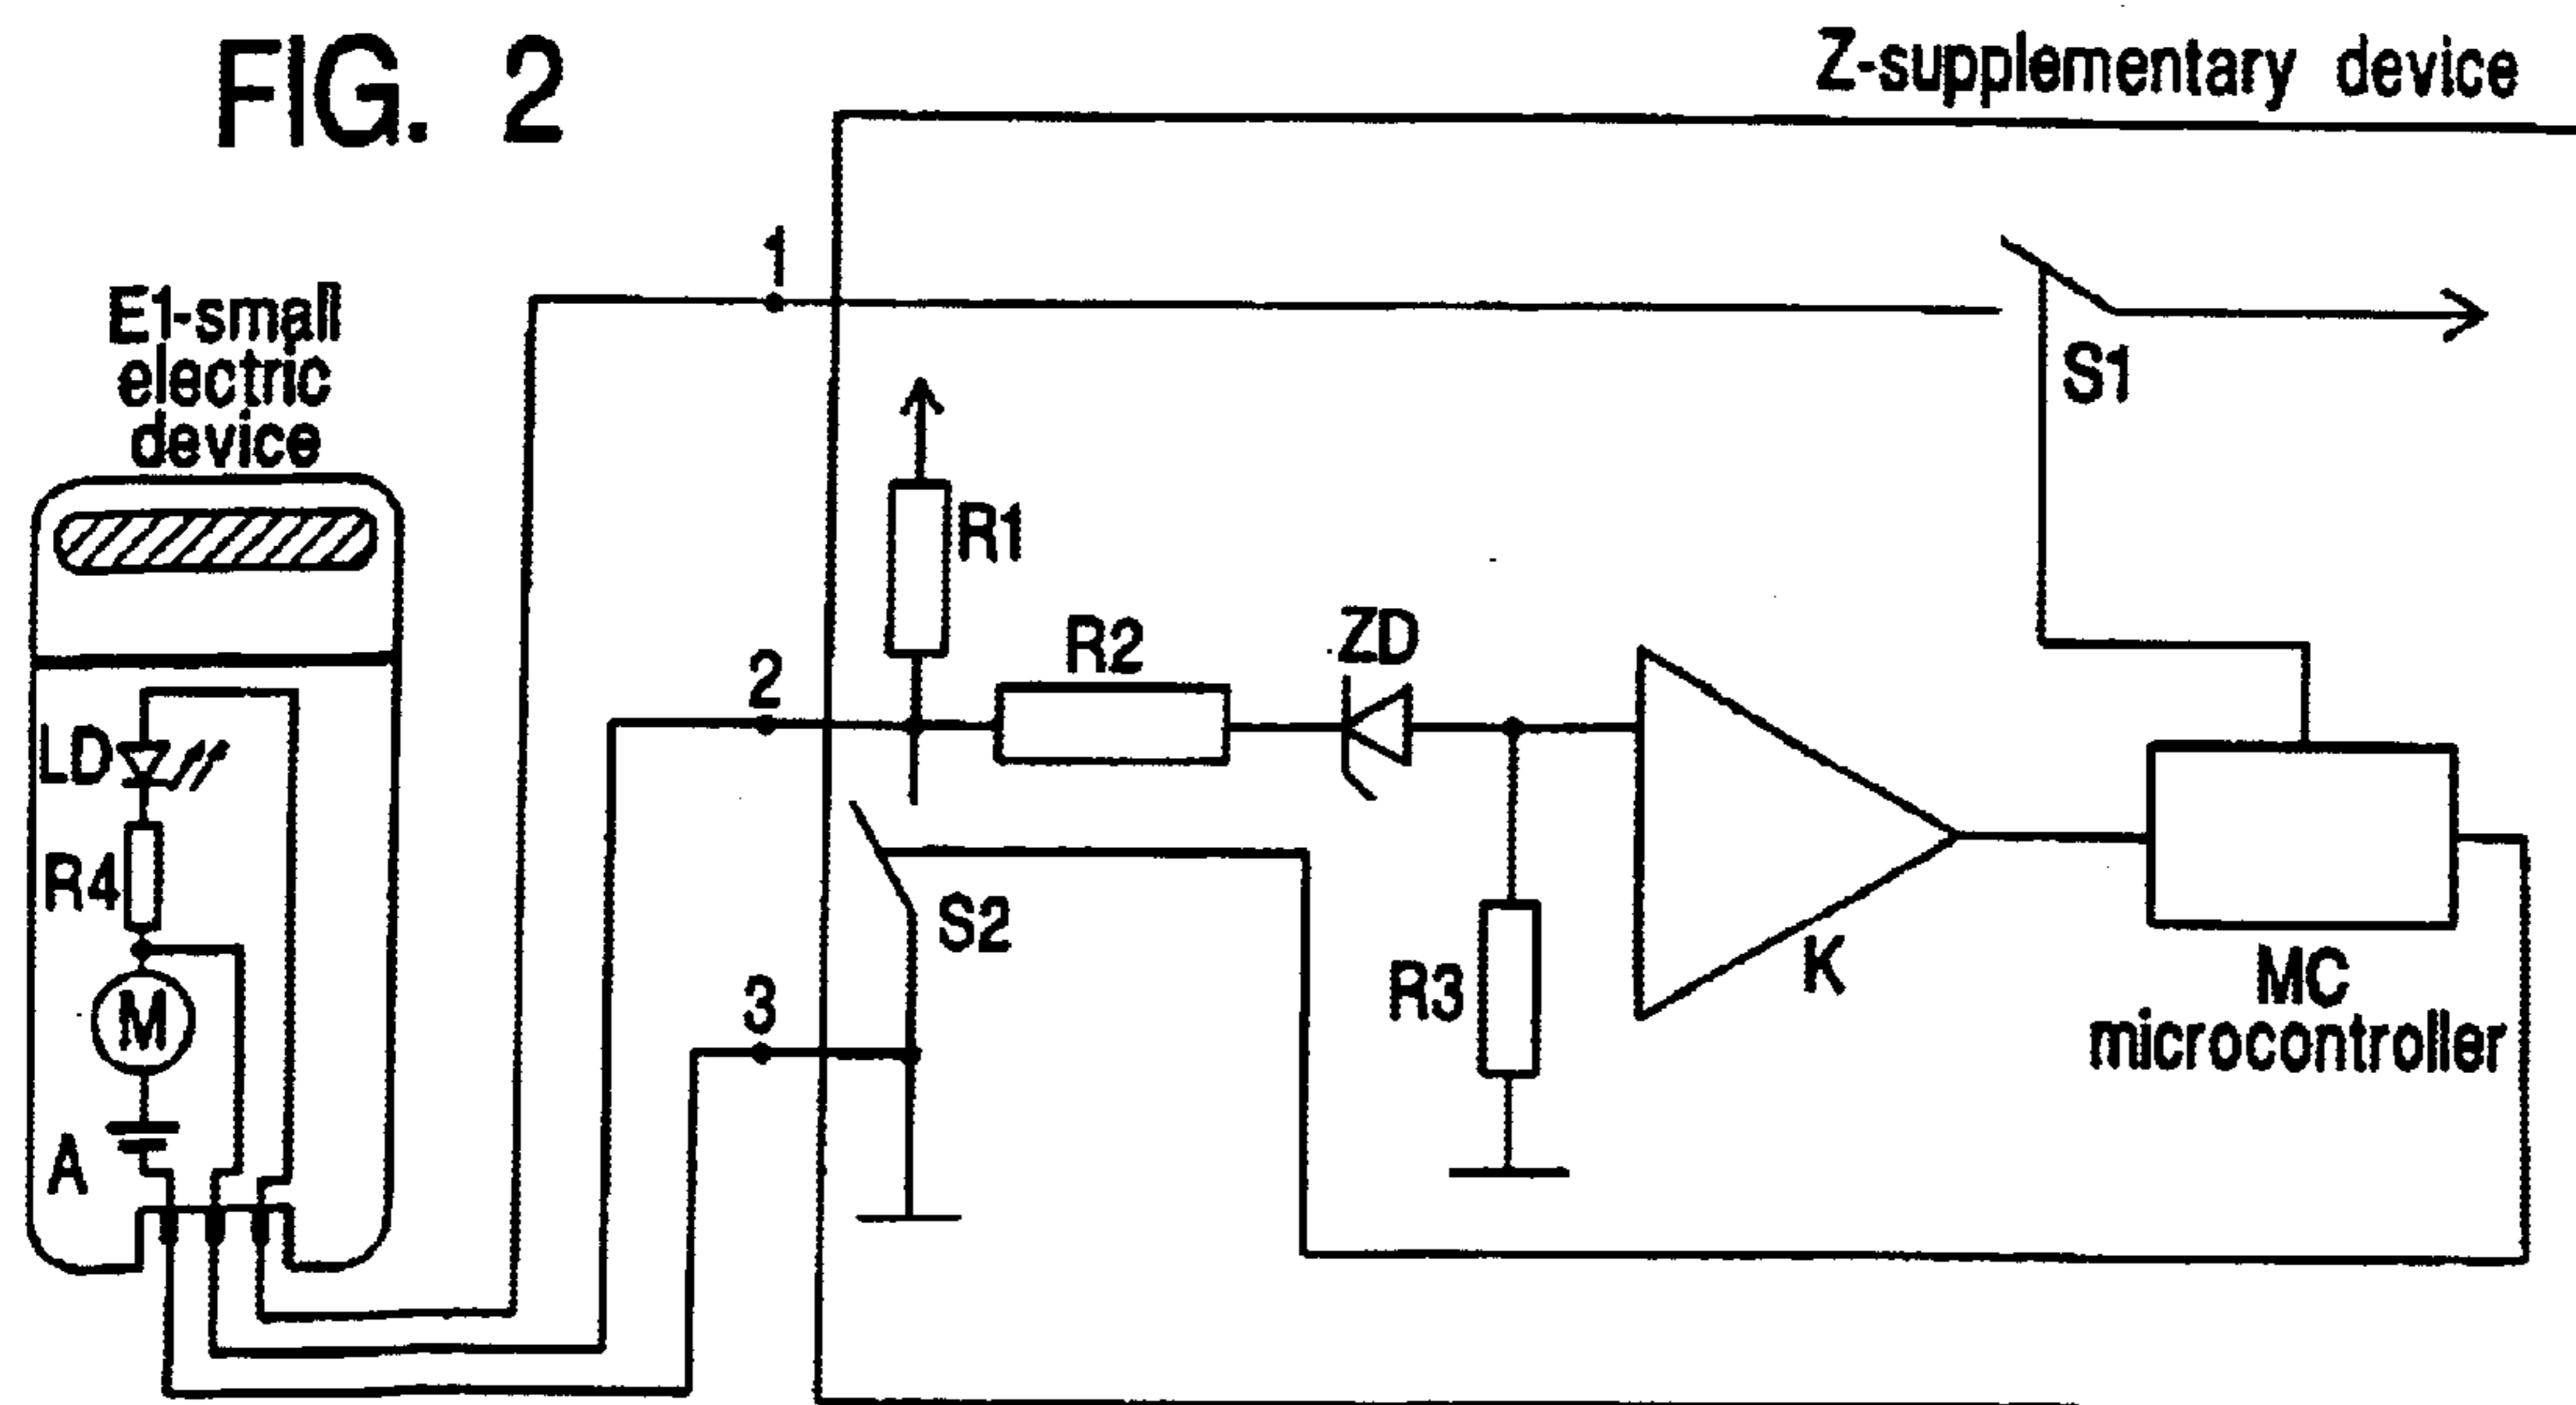 FIG. 2
Z-supplementary device
1
E1-small
electric
device
S1
R1
2
R2
ZD
LD
R4
S2
3
M
R3
K
MC
microcontroller
A